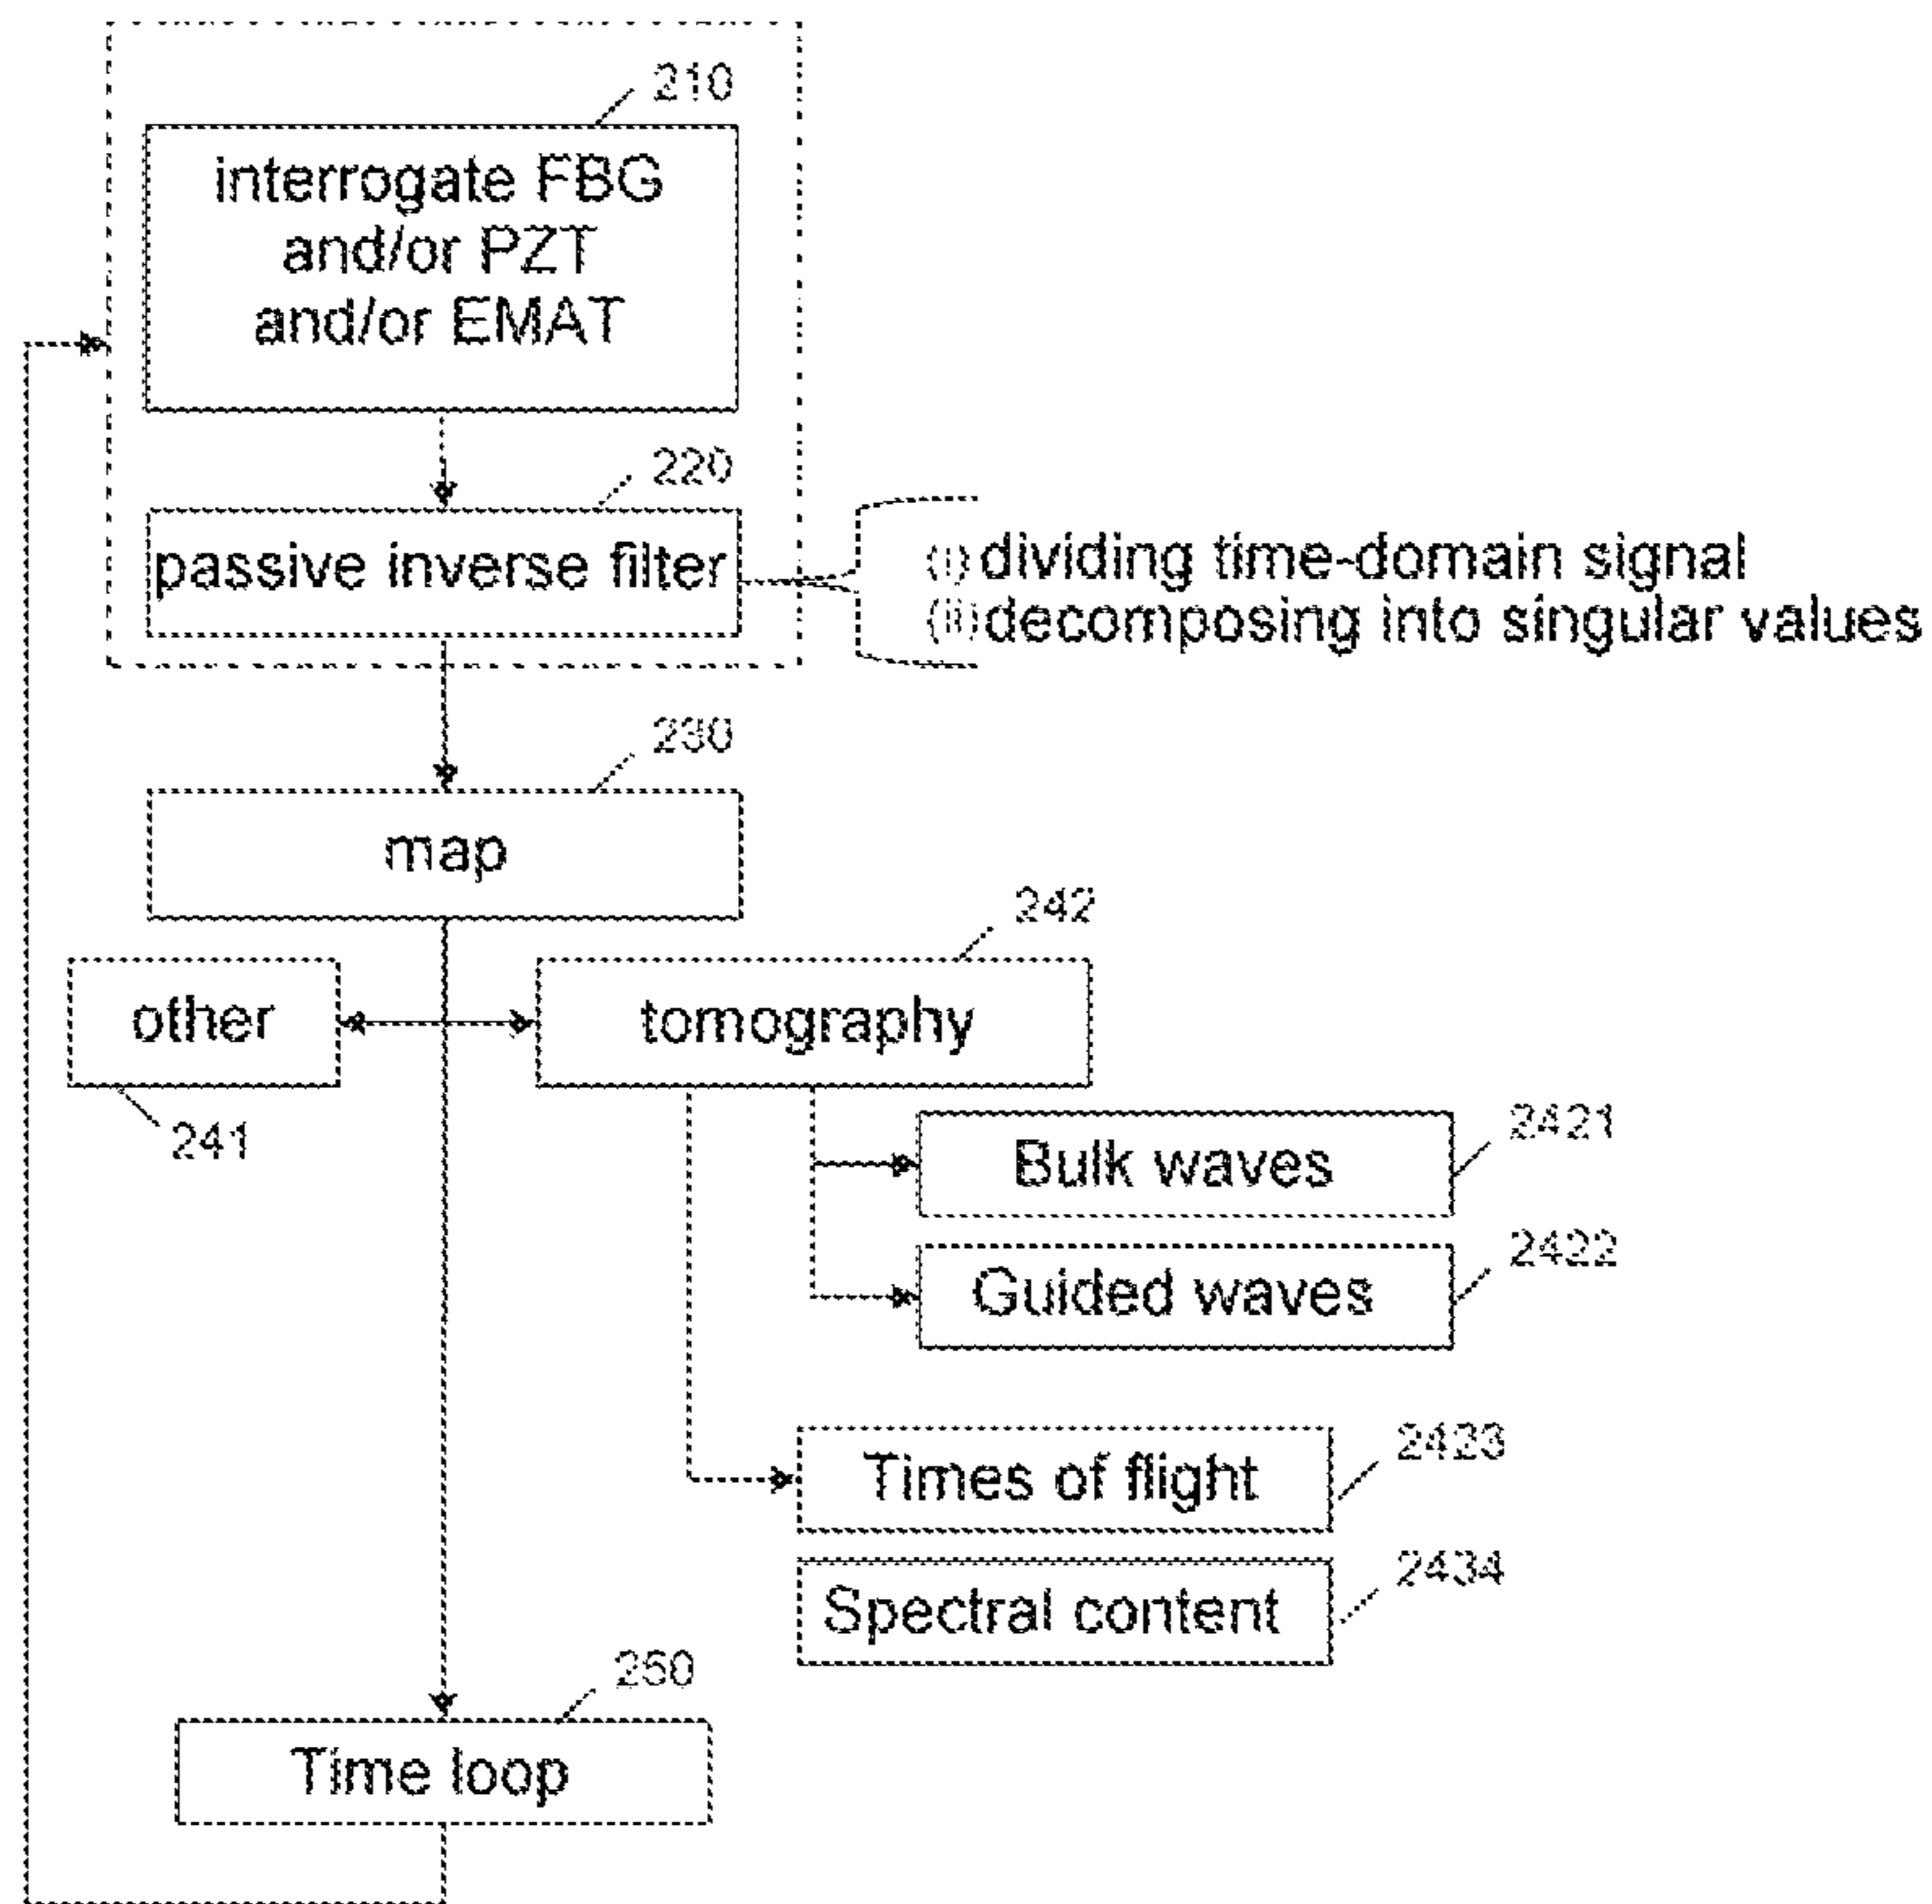 210
interrogate FBG
and/or PZT
and/or EMAT
220
passive inverse filter
(i) dividing time-domain signal
(ii) decomposing into singular values
230
map
242
other
tomography
241
2421
Bulk waves
2422
Guided waves
2423
Times of flight
2434
Spectral content
250
Time loop